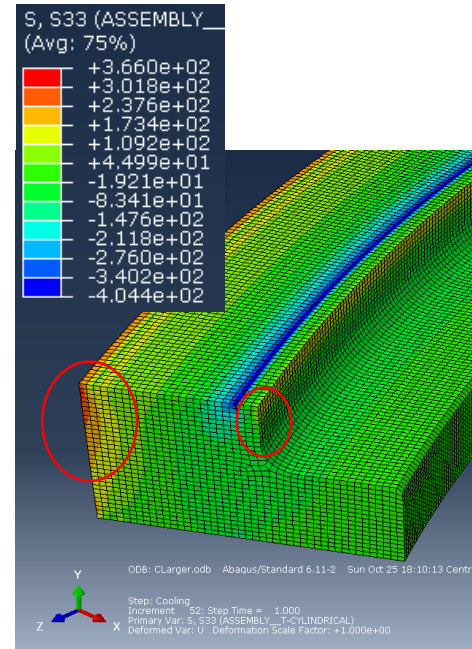 S, S33 (ASSEMBLY__
(Avg: 75%)
+3.660e+02
+3.018e+02
+2.376e+02
+1.734e+02
+1.092e+02
+4.499e+01
-1.921e+01
-8.341e+01
-1.476e+02
-2.118e+02
-2.760e+02
-3.402e+02
-4.044e+02
ODB: CLarger.odb Abaqus/Standard 6.11-2 Sun Oct 25 18:10:13 Centr
Y
Z X
Step: Cooling
Increment 52: Step Time = 1.000
Primary Var: S, S33 (ASSEMBLY__T-CYLINDRICAL)
Deformed Var: U Deformation Scale Factor: +1.000e+00